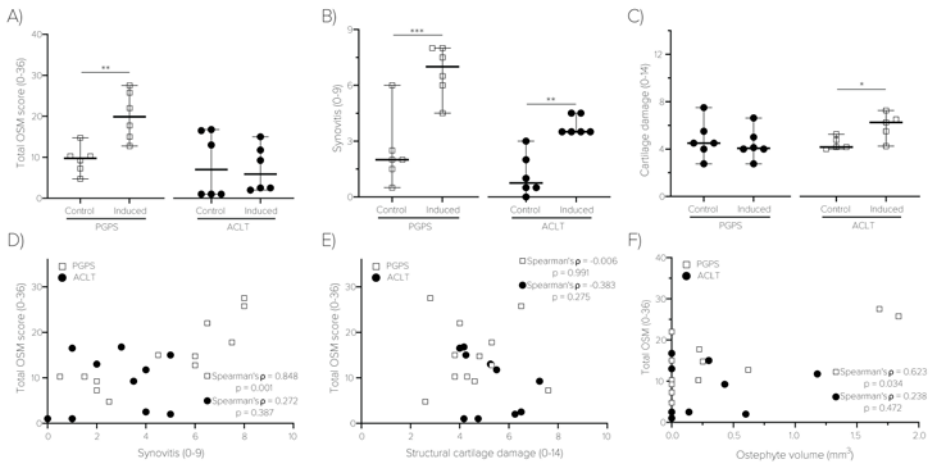 A)
Total OSM score (0-36)
40
30
20
10
0
**
Control
Induced
Control
Induced
PGPS
ACLT
B)
Synovitis (0-9)
9
6
3
0
***
**
Control
Induced
Control
Induced
PGPS
ACLT
C)
Cartilage damage (0-14)
12
8
4
0
*
Control
Induced
Control
Induced
PGPS
ACLT
D)
Total OSM score (0-36)
40
30
20
10
0
PGPS
ACLT
Spearman's ρ = 0.848
p = 0.001
Spearman's ρ = 0.272
p = 0.387
0
2
4
6
8
10
Synovitis (0-9)
E)
Total OSM score (0-36)
40
30
20
10
0
PGPS
ACLT
Spearman's ρ = -0.006
p = 0.991
Spearman's ρ = -0.383
p = 0.275
0
2
4
6
8
10
Structural cartilage damage (0-14)
F)
Total OSM (0-36)
40
30
20
10
0
PGPS
ACLT
Spearman's ρ = 0.623
p = 0.034
Spearman's ρ = 0.238
p = 0.472
0.0
0.5
1.0
1.5
2.0
Ostephyte volume (mm³)